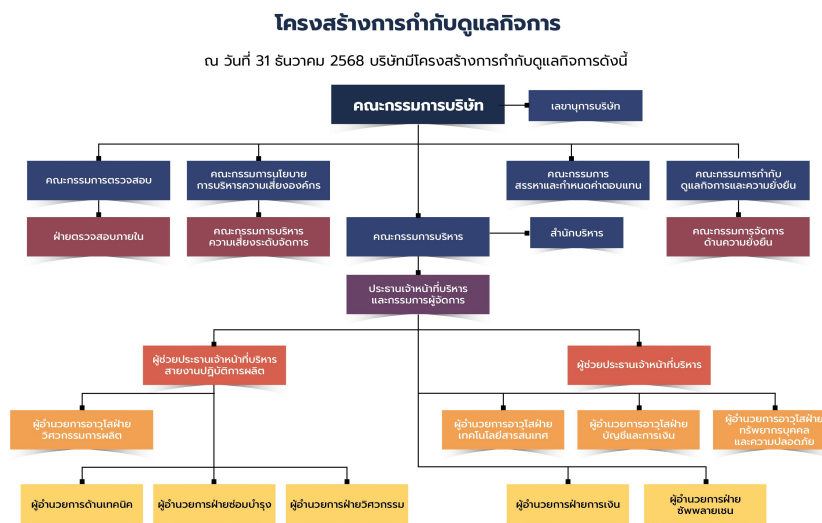 โครงสร้างการกำกับดูแลกิจการ
ณ วันที่ 31 ธันวาคม 2568 บริษัทมีโครงสร้างการกำกับดูแลกิจการดังนี้
คณะกรรมการบริษัท
เลขานุการบริษัท
คณะกรรมการตรวจสอบ
คณะกรรมการนโยบาย
การบริหารความเสี่ยงองค์กร
คณะกรรมการ
สรรหาและกำหนดค่าตอบแทน
คณะกรรมการกำกับ
ดูแลกิจการและความยั่งยืน
ฝ่ายตรวจสอบภายใน
คณะกรรมการบริหาร
ความเสี่ยงระดับจัดการ
คณะกรรมการบริหาร
สำนักบริหาร
คณะกรรมการจัดการ
ด้านความยั่งยืน
ประธานเจ้าหน้าที่บริหาร
และกรรมการผู้จัดการ
ผู้ช่วยประธานเจ้าหน้าที่บริหาร
สายงานปฏิบัติการผลิต
ผู้ช่วยประธานเจ้าหน้าที่บริหาร
ผู้อำนวยการอาวุโสฝ่าย
วิศวกรรมการผลิต
ผู้อำนวยการอาวุโสฝ่าย
เทคโนโลยีสารสนเทศ
ผู้อำนวยการอาวุโสฝ่าย
บัญชีและการเงิน
ผู้อำนวยการอาวุโสฝ่าย
ทรัพยากรบุคคล
และความปลอดภัย
ผู้อำนวยการด้านเทคนิค
ผู้อำนวยการฝ่ายซ่อมบำรุง
ผู้อำนวยการฝ่ายวิศวกรรม
ผู้อำนวยการฝ่ายการเงิน
ผู้อำนวยการฝ่าย
ซัพพลายเชน